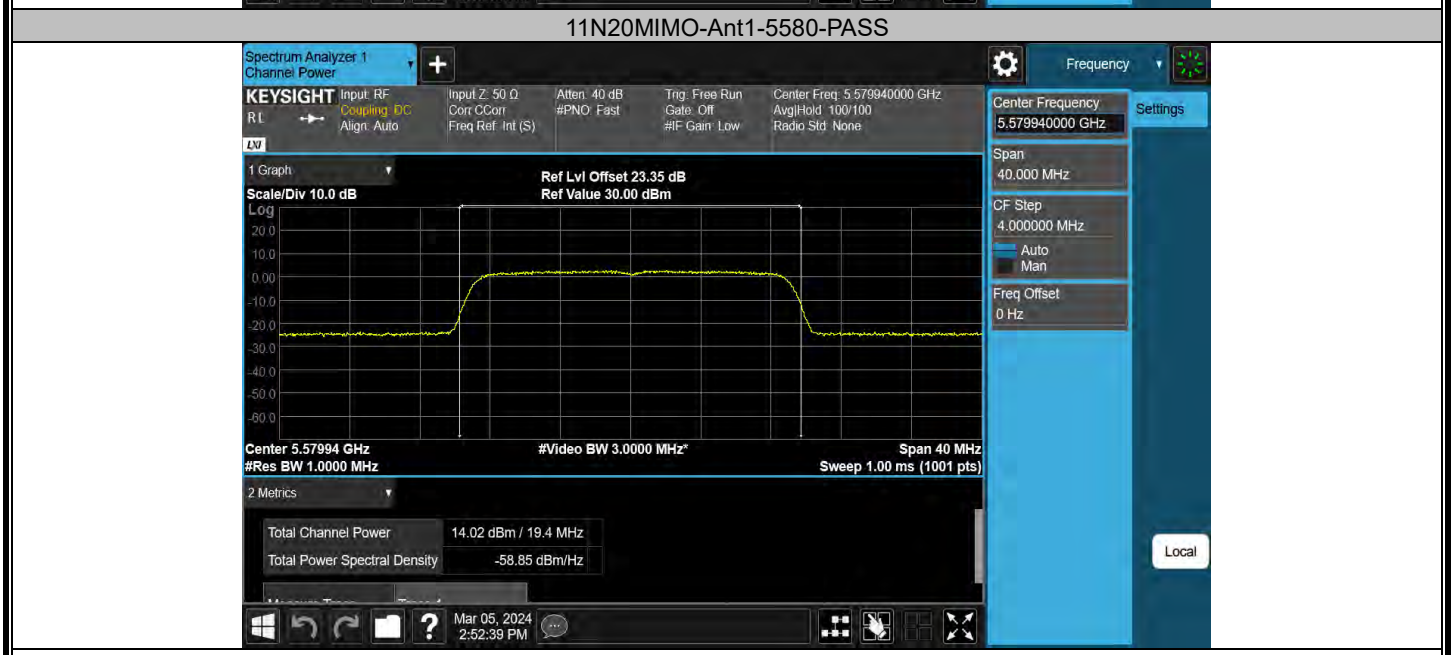 11N20MIMO-Ant1-5580-PASS
Spectrum Analyzer 1
Channel Power
+
Frequency
KEYSIGHT
RL
LXI
Input: RF
Coupling: DC
Align: Auto
Input Z: 50 Ω
Corr CCorr
Freq Ref: Int (S)
Atten: 40 dB
#PNO: Fast
Trig: Free Run
Gate: Off
#IF Gain: Low
Center Freq: 5.579940000 GHz
Avg|Hold: 100/100
Radio Std: None
Center Frequency
5.579940000 GHz
Settings
Span
40.000 MHz
CF Step
4.000000 MHz
Auto
Man
Freq Offset
0 Hz
1 Graph
Scale/Div 10.0 dB
Ref Lvl Offset 23.35 dB
Ref Value 30.00 dBm
Log
20.0
10.0
0.00
-10.0
-20.0
-30.0
-40.0
-50.0
-60.0
Center 5.57994 GHz
#Video BW 3.0000 MHz*
Span 40 MHz
#Res BW 1.0000 MHz
Sweep 1.00 ms (1001 pts)
2 Metrics
Total Channel Power 14.02 dBm / 19.4 MHz
Total Power Spectral Density -58.85 dBm/Hz
Local
?
Mar 05, 2024
2:52:39 PM